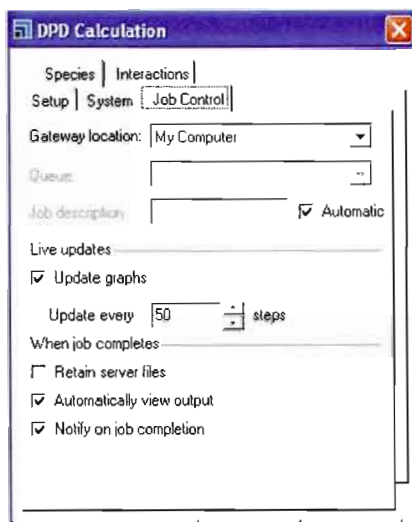 DPD Calculation
Species Interactions
Setup System Job Control
Gateway location: My Computer
Queue:
Job description Automatic
Live updates
Update graphs
Update every 50 steps
When job completes
Retain server files
Automatically view output
Notify on job completion